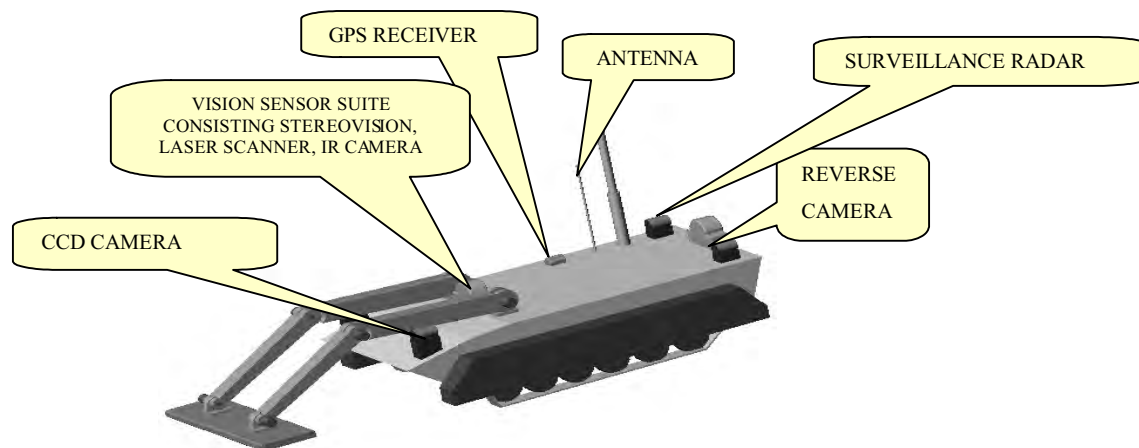 GPS RECEIVER
ANTENNA
SURVEILLANCE RADAR
VISION SENSOR SUITE
CONSISTING STEREOVISION,
LASER SCANNER, IR CAMERA
REVERSE
CAMERA
CCD CAMERA